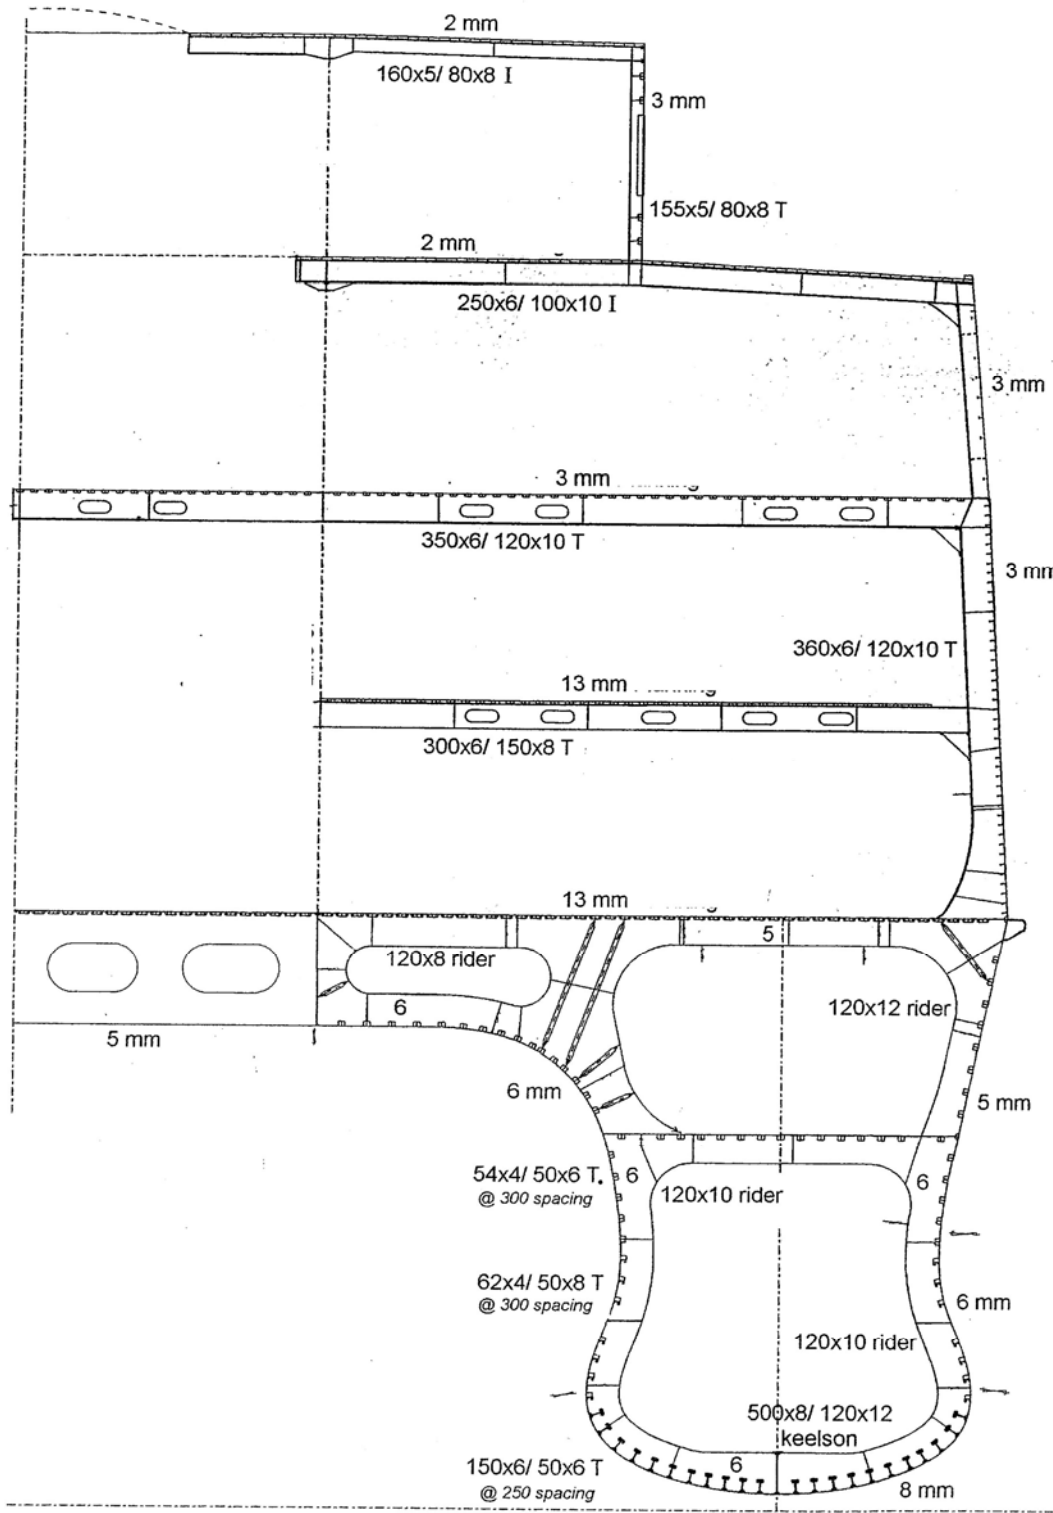 2 mm
160x5/ 80x8 I
3 mm
155x5/ 80x8 T
2 mm
250x6/ 100x10 I
3 mm
3 mm
350x6/ 120x10 T
3 mm
360x6/ 120x10 T
13 mm
300x6/ 150x8 T
13 mm
5
120x8 rider
120x12 rider
6
5 mm
6 mm
5 mm
54x4/ 50x6 T
@ 300 spacing
6
6
120x10 rider
62x4/ 50x8 T
@ 300 spacing
6 mm
120x10 rider
500x8/ 120x12
keelson
150x6/ 50x6 T
@ 250 spacing
6
8 mm